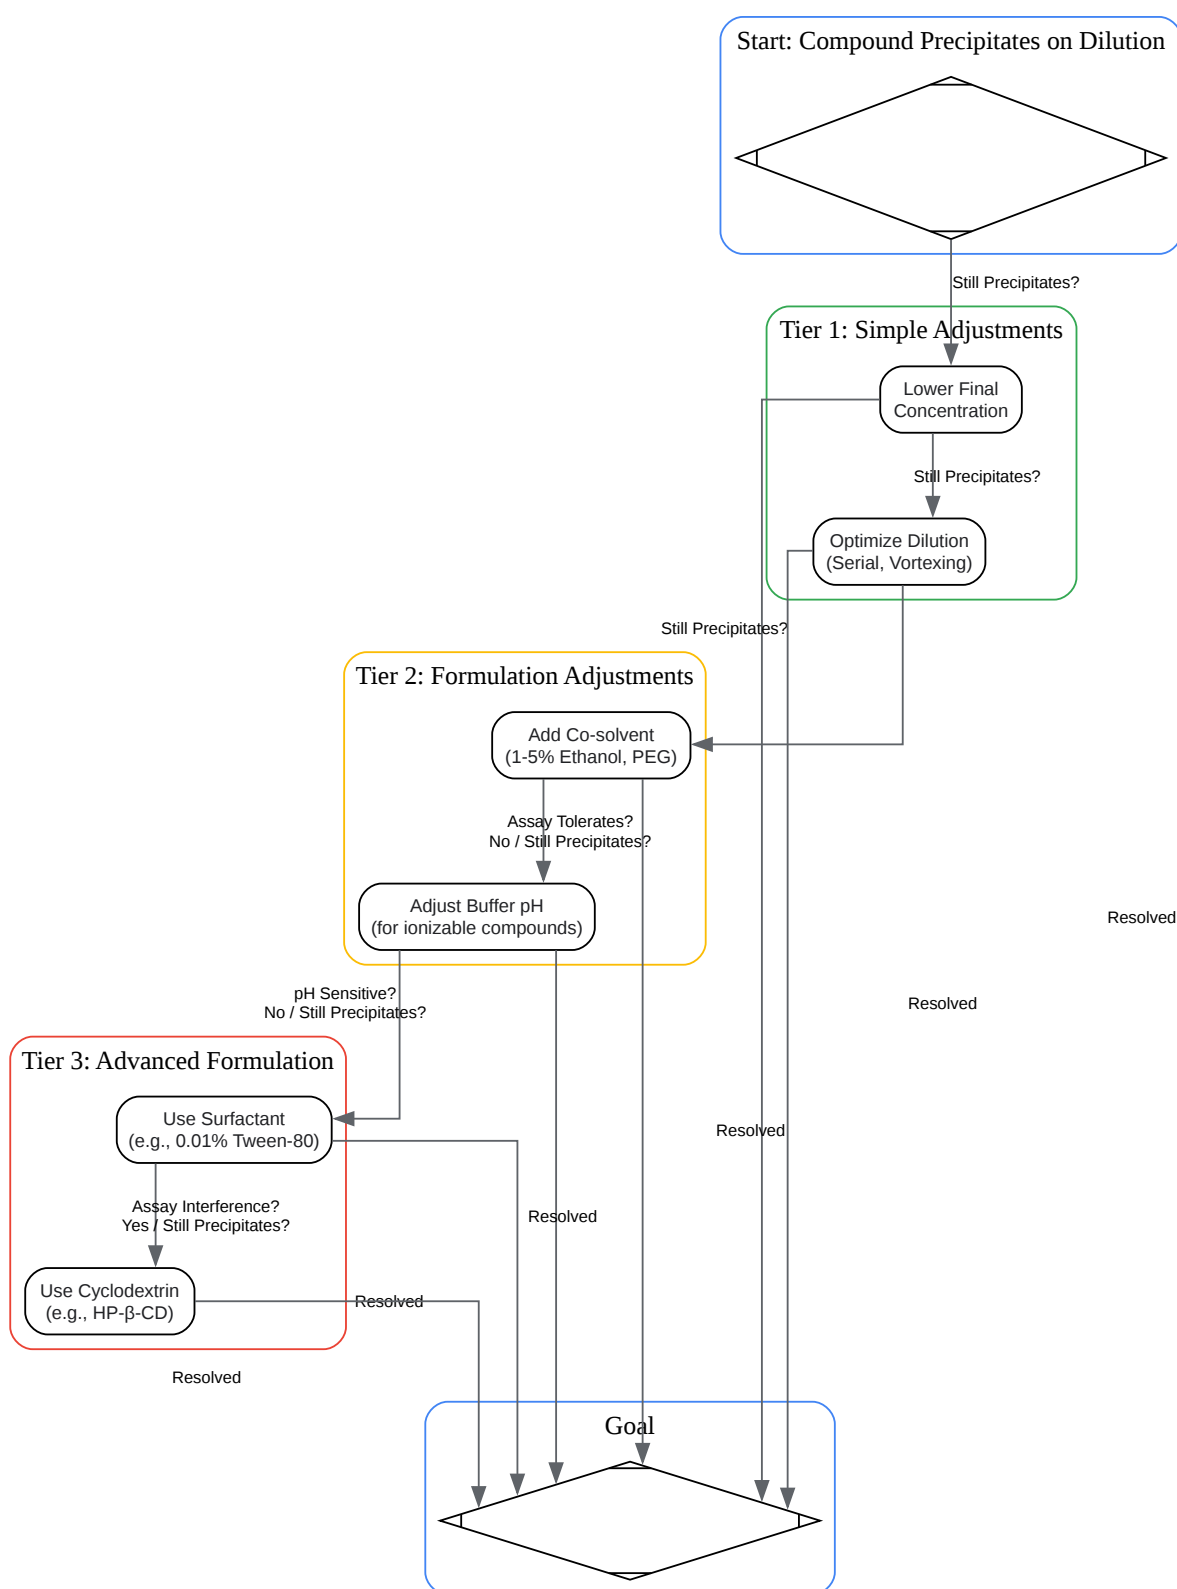 Start: Compound Precipitates on Dilution
Still Precipitates?
Tier 1: Simple Adjustments
Lower Final
Concentration
Still Precipitates?
Optimize Dilution
(Serial, Vortexing)
Still Precipitates?
Tier 2: Formulation Adjustments
Add Co-solvent
(1-5% Ethanol, PEG)
Assay Tolerates?
No / Still Precipitates?
Adjust Buffer pH
(for ionizable compounds)
Resolved
pH Sensitive?
No / Still Precipitates?
Resolved
Tier 3: Advanced Formulation
Use Surfactant
(e.g., 0.01% Tween-80)
Resolved
Assay Interference?
Yes / Still Precipitates?
Resolved
Use Cyclodextrin
(e.g., HP-β-CD)
Resolved
Resolved
Goal